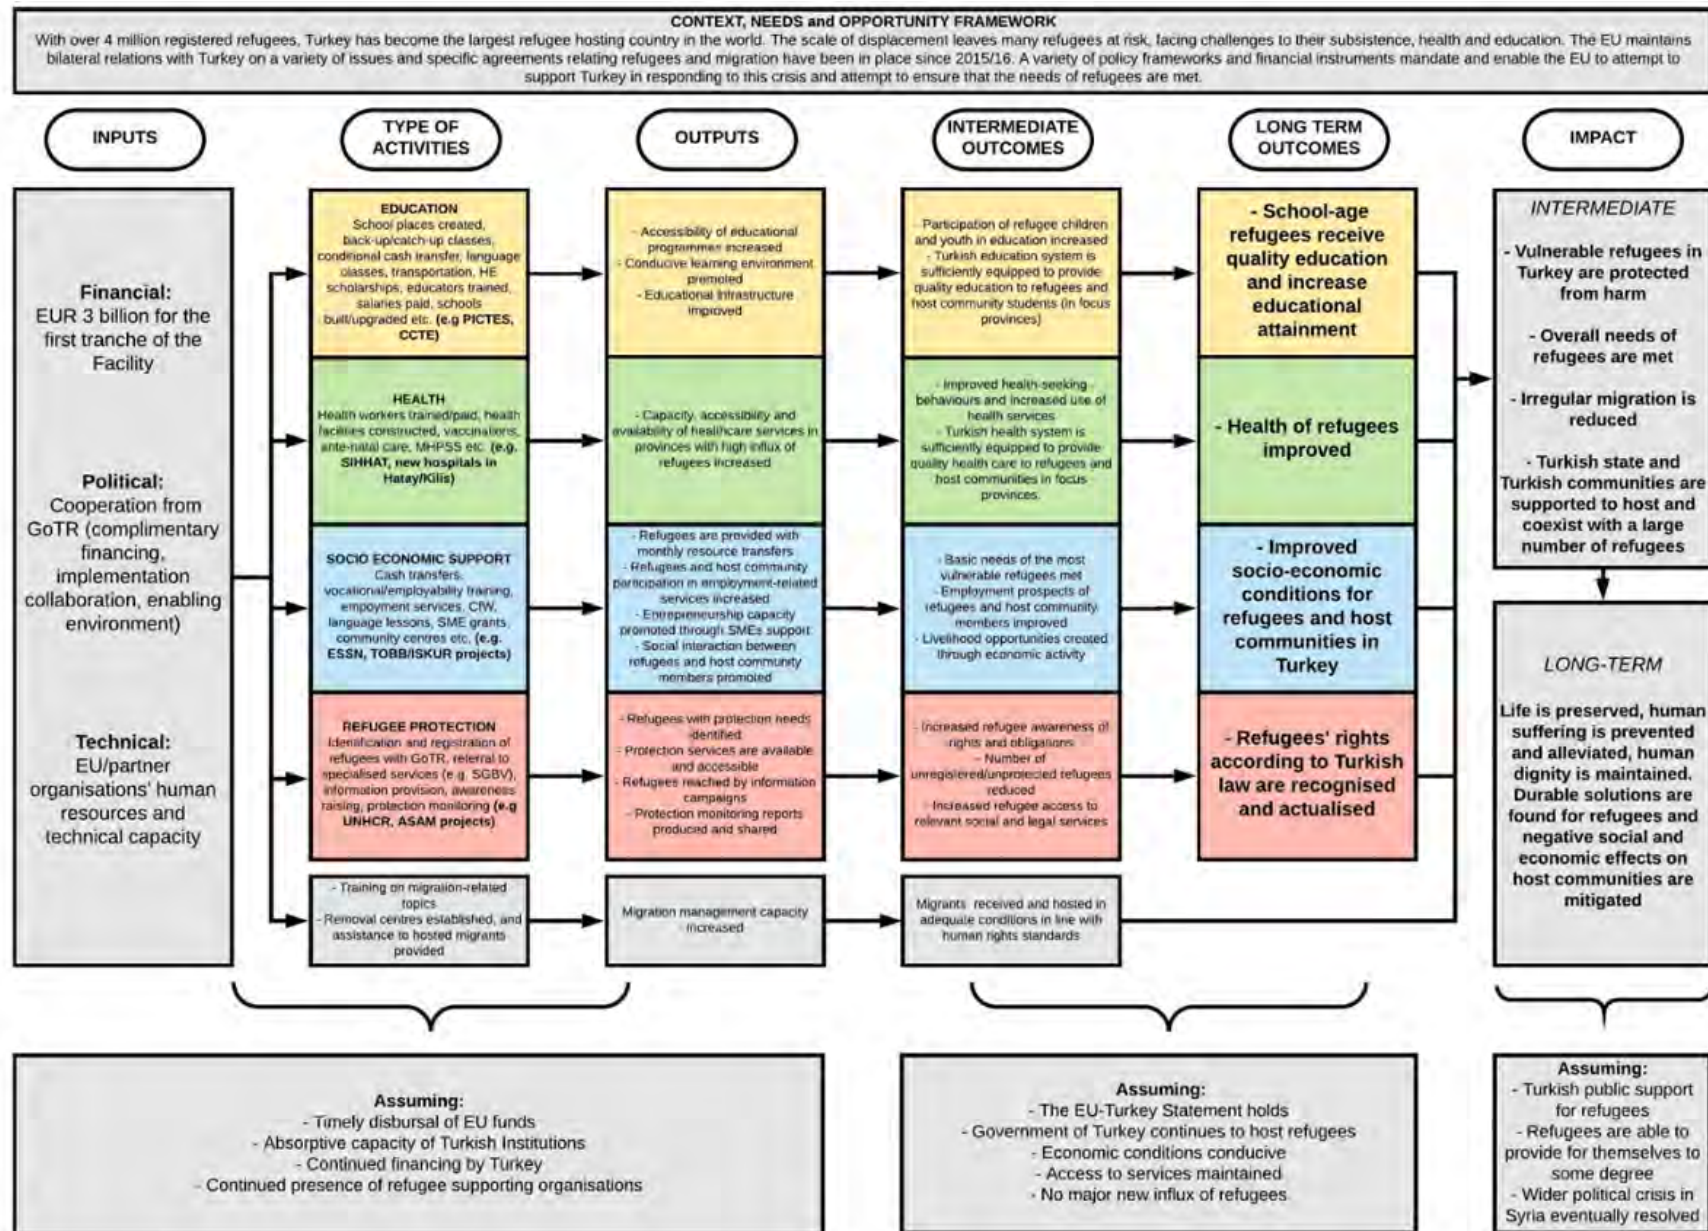 CONTEXT, NEEDS and OPPORTUNITY FRAMEWORK
With over 4 million registered refugees, Turkey has become the largest refugee hosting country in the world. The scale of displacement leaves many refugees at risk, facing challenges to their subsistence, health and education. The EU maintains
bilateral relations with Turkey on a variety of issues and specific agreements relating refugees and migration have been in place since 2015/16. A variety of policy frameworks and financial instruments mandate and enable the EU to attempt to
support Turkey in responding to this crisis and attempt to ensure that the needs of refugees are met.
INPUTS
TYPE OF
ACTIVITIES
OUTPUTS
INTERMEDIATE
OUTCOMES
LONG TERM
OUTCOMES
IMPACT
Financial:
EUR 3 billion for the
first tranche of the
Facility
Political:
Cooperation from
GoTR (complimentary
financing,
implementation
collaboration, enabling
environment)
Technical:
EU/partner
organisations' human
resources and
technical capacity
EDUCATION
School places created,
back-up/catch-up classes,
conditional cash transfer, language
classes, transportation, HE
scholarships, educators trained,
salaries paid, schools
built/upgraded etc. (e.g PICTES,
CCTE)
- Accessibility of educational
programmes increased
- Conducive learning environment
promoted
- Educational infrastructure
improved
- Participation of refugee children
and youth in education increased
- Turkish education system is
sufficiently equipped to provide
quality education to refugees and
host community students (in focus
provinces)
- School-age
refugees receive
quality education
and increase
educational
attainment
HEALTH
Health workers trained/paid, health
facilities constructed, vaccinations,
ante-natal care, MHPSS etc. (e.g.
SIHHAT, new hospitals in
Hatay/Kilis)
- Capacity, accessibility and
availability of healthcare services in
provinces with high influx of
refugees increased
- Improved health-seeking
behaviours and increased use of
health services
- Turkish health system is
sufficiently equipped to provide
quality health care to refugees and
host communities in focus
provinces.
- Health of refugees
improved
SOCIO ECONOMIC SUPPORT
Cash transfers,
vocational/employability training,
empoyment services, CIW,
language lessons, SME grants,
community centres etc. (e.g.
ESSN, TOBB/ISKUR projects)
- Refugees are provided with
monthly resource transfers
- Refugees and host community
participation in employment-related
services increased
- Entrepreneurship capacity
promoted through SMEs support
- Social interaction between
refugees and host community
members promoted
- Basic needs of the most
vulnerable refugees met
- Employment prospects of
refugees and host community
members improved
- Livelihood opportunities created
through economic activity
- Improved
socio-economic
conditions for
refugees and host
communities in
Turkey
REFUGEE PROTECTION
Identification and registration of
refugees with GoTR, referral to
specialised services (e.g. SGBV),
information provision, awareness
raising, protection monitoring (e.g
UNHCR, ASAM projects)
- Refugees with protection needs
identified
- Protection services are available
and accessible
- Refugees reached by information
campaigns
- Protection monitoring reports
produced and shared
- Increased refugee awareness of
rights and obligations
- Number of
unregistered/unprotected refugees
reduced
- Increased refugee access to
relevant social and legal services
- Refugees' rights
according to Turkish
law are recognised
and actualised
- Training on migration-related
topics
- Removal centres established, and
assistance to hosted migrants
provided
Migration management capacity
increased
Migrants received and hosted in
adequate conditions in line with
human rights standards
INTERMEDIATE
- Vulnerable refugees in
Turkey are protected
from harm
- Overall needs of
refugees are met
- Irregular migration is
reduced
- Turkish state and
Turkish communities are
supported to host and
coexist with a large
number of refugees
LONG-TERM
Life is preserved, human
suffering is prevented
and alleviated, human
dignity is maintained.
Durable solutions are
found for refugees and
negative social and
economic effects on
host communities are
mitigated
Assuming:
- Timely disbursal of EU funds
- Absorptive capacity of Turkish Institutions
- Continued financing by Turkey
- Continued presence of refugee supporting organisations
Assuming:
- The EU-Turkey Statement holds
- Government of Turkey continues to host refugees
- Economic conditions conducive
- Access to services maintained
- No major new influx of refugees
Assuming:
- Turkish public support
for refugees
- Refugees are able to
provide for themselves to
some degree
- Wider political crisis in
Syria eventually resolved